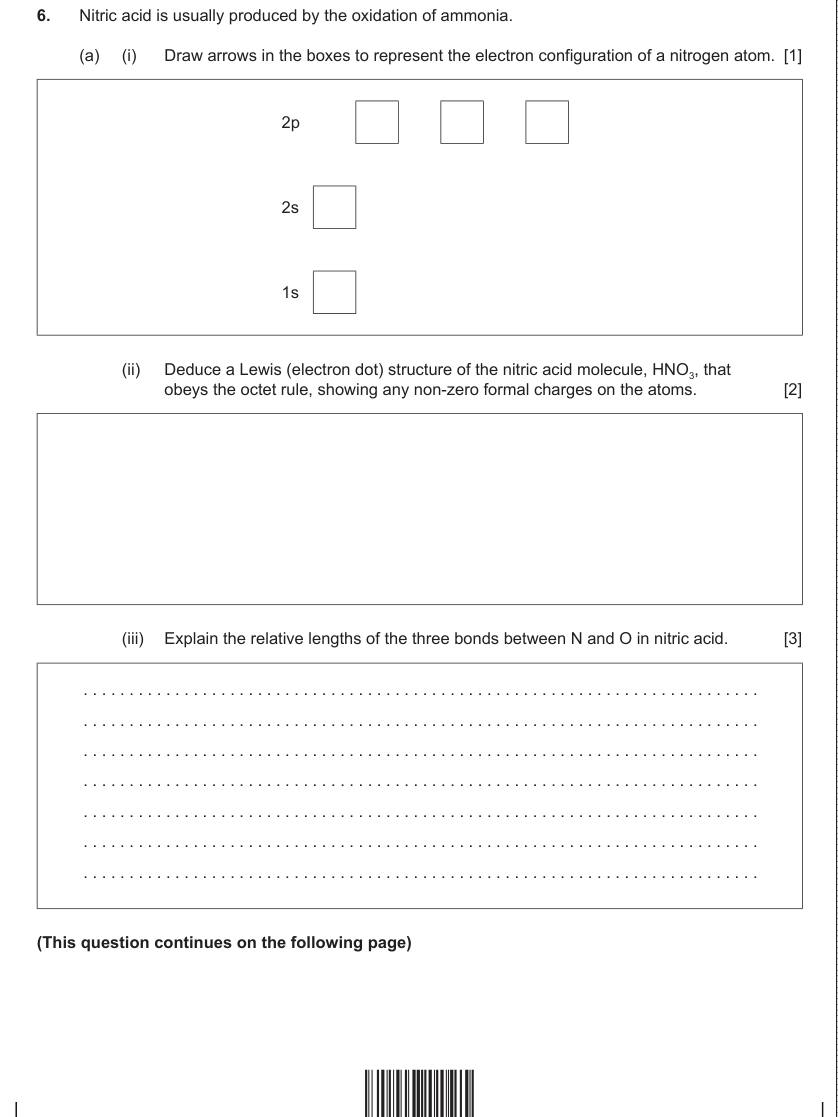 6. Nitric acid is usually produced by the oxidation of ammonia.
(a) (i) Draw arrows in the boxes to represent the electron configuration of a nitrogen atom. [1]
2p
2s
1s
(ii) Deduce a Lewis (electron dot) structure of the nitric acid molecule, HNO₃, that
obeys the octet rule, showing any non-zero formal charges on the atoms. [2]
(iii) Explain the relative lengths of the three bonds between N and O in nitric acid. [3]
(This question continues on the following page)